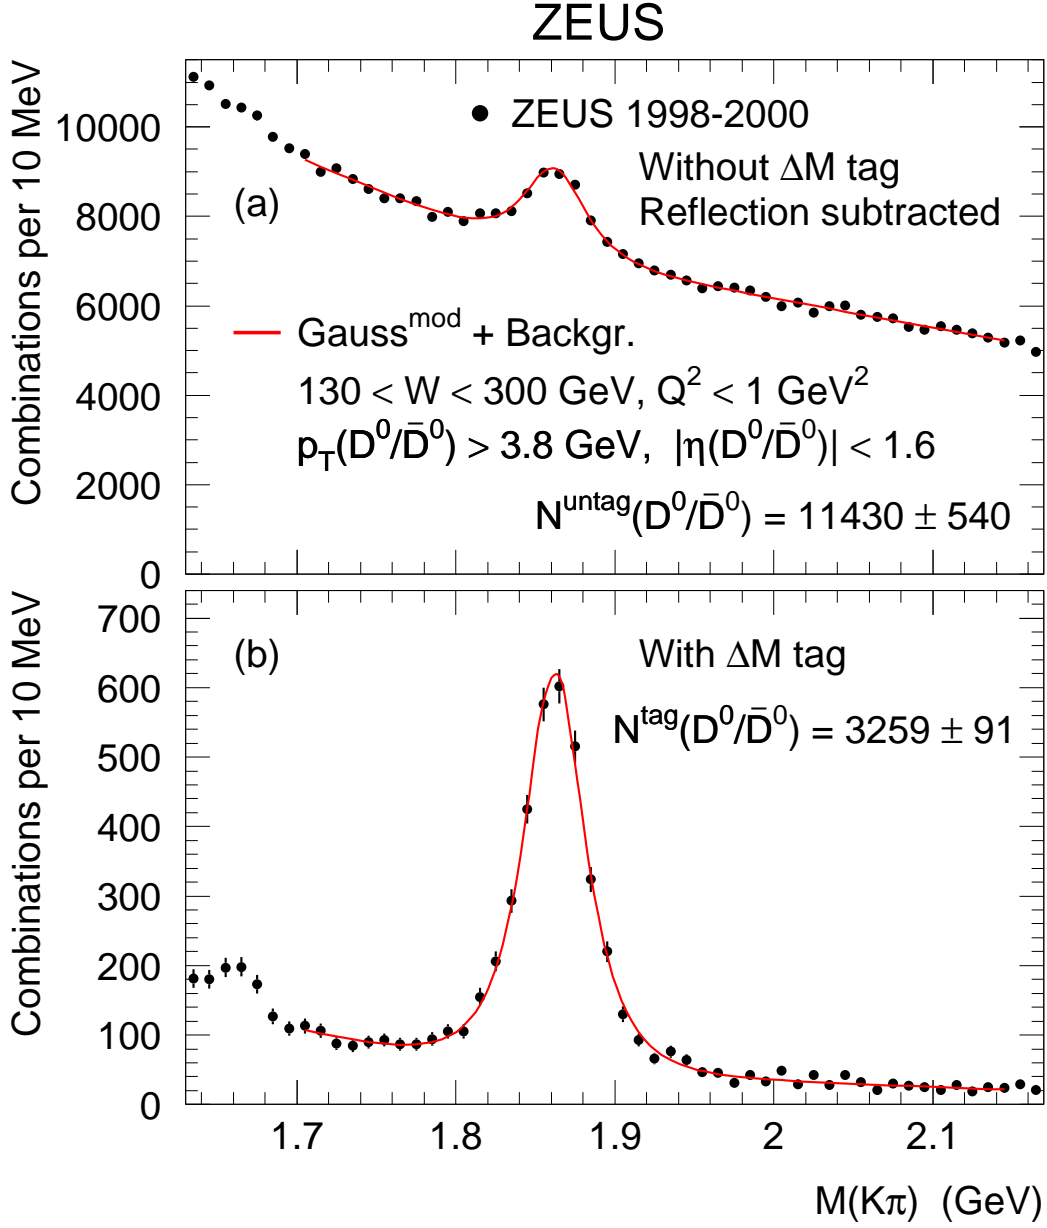 ZEUS
Combinations per 10 MeV
10000
8000
6000
4000
2000
0
ZEUS 1998-2000
Without ΔM tag
Reflection subtracted
(a)
Gauss^mod + Backgr.
130 < W < 300 GeV, Q² < 1 GeV²
p_T(D⁰/D̄⁰) > 3.8 GeV, |η(D⁰/D̄⁰)| < 1.6
N^untag(D⁰/D̄⁰) = 11430 ± 540
Combinations per 10 MeV
700
600
500
400
300
200
100
0
(b)
With ΔM tag
N^tag(D⁰/D̄⁰) = 3259 ± 91
1.7 1.8 1.9 2 2.1
M(Kπ) (GeV)